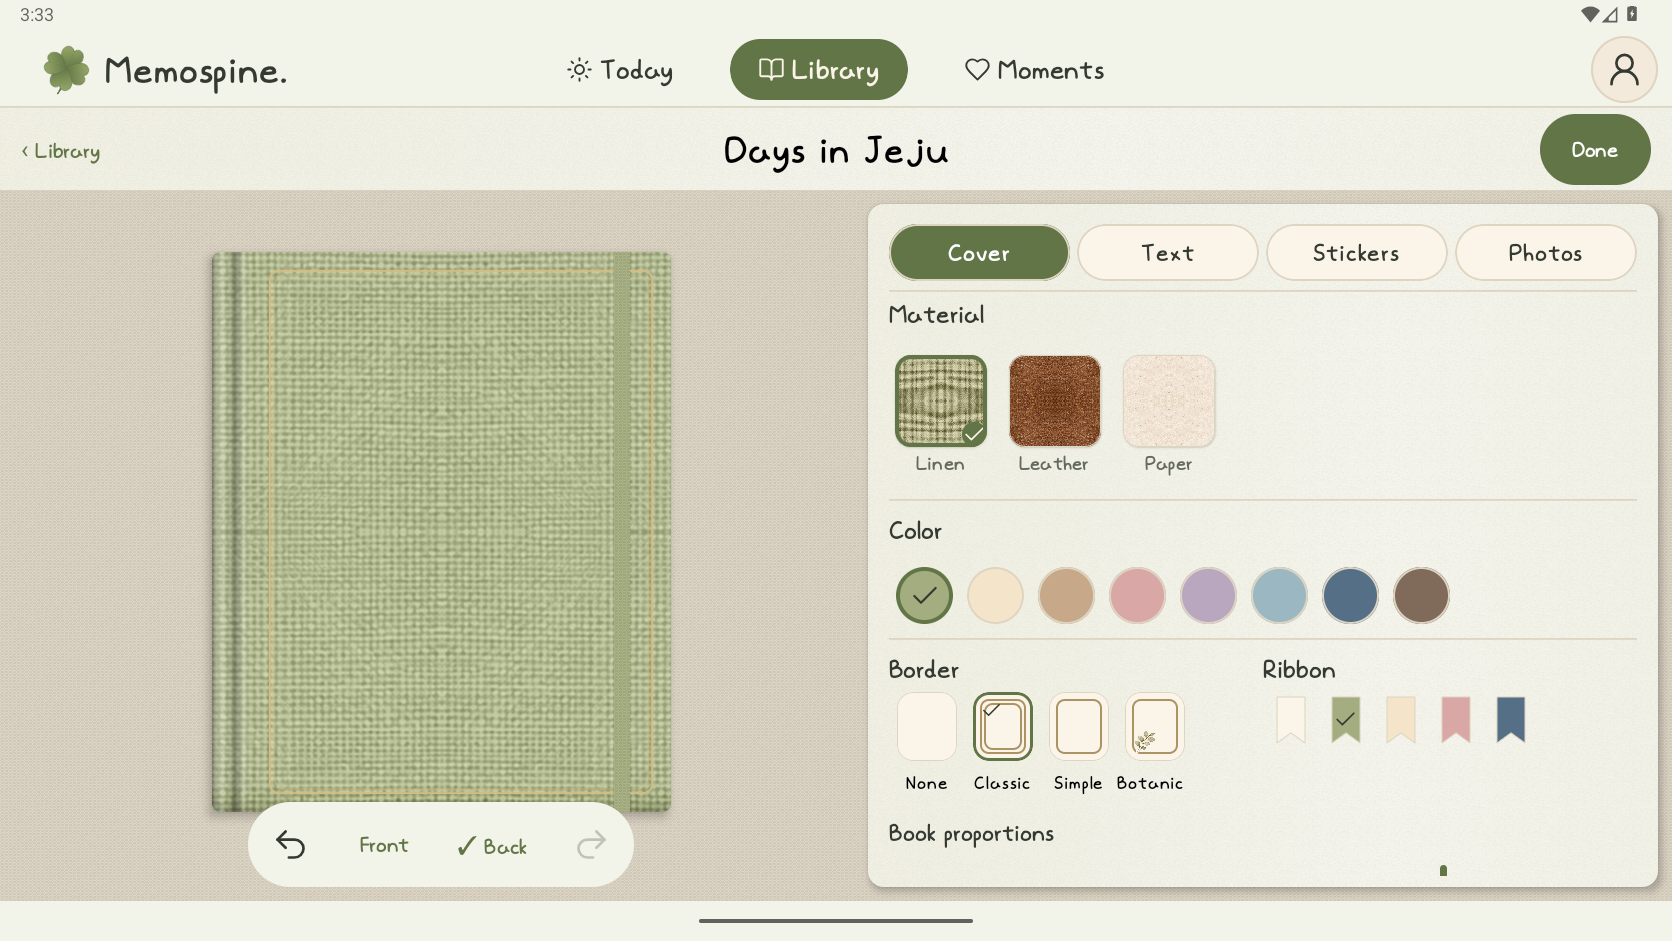 3:33
Memospine.
Today
Library
Moments
‹ Library
Days in Jeju
Done
Cover
Text
Stickers
Photos
Material
Linen
Leather
Paper
Color
Border
Ribbon
None
Classic
Simple
Botanic
Book proportions
Front
✓ Back